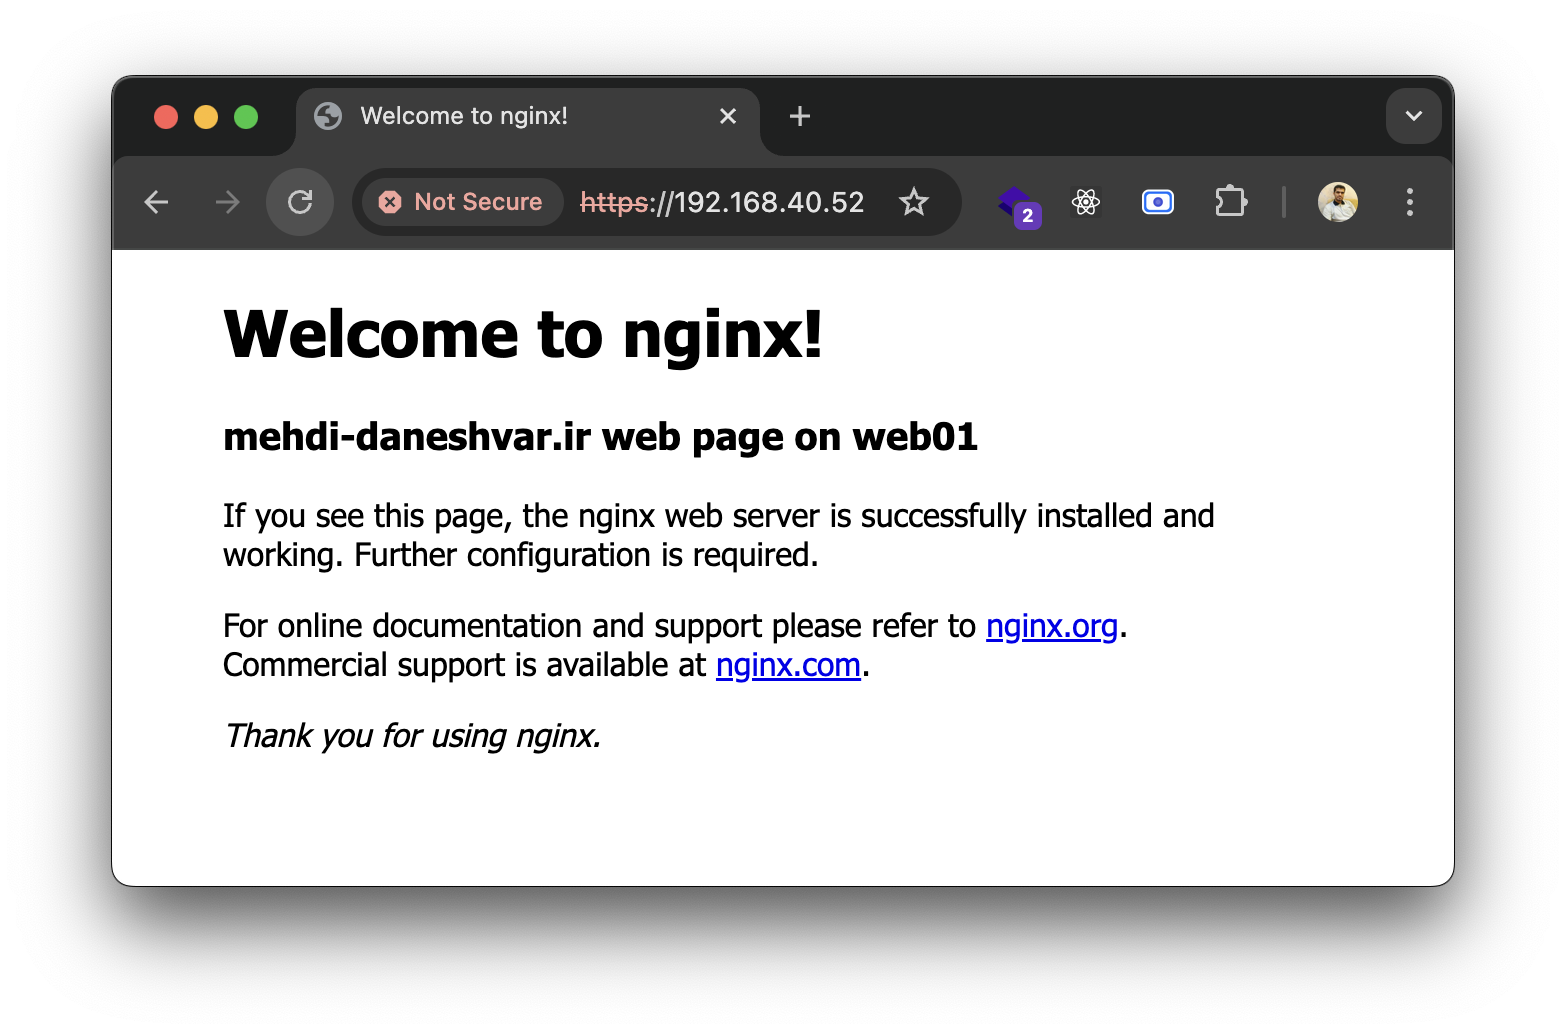 Welcome to nginx!
Not Secure https://192.168.40.52
2
Welcome to nginx!
mehdi-daneshvar.ir web page on web01
If you see this page, the nginx web server is successfully installed and
working. Further configuration is required.
For online documentation and support please refer to nginx.org.
Commercial support is available at nginx.com.
Thank you for using nginx.